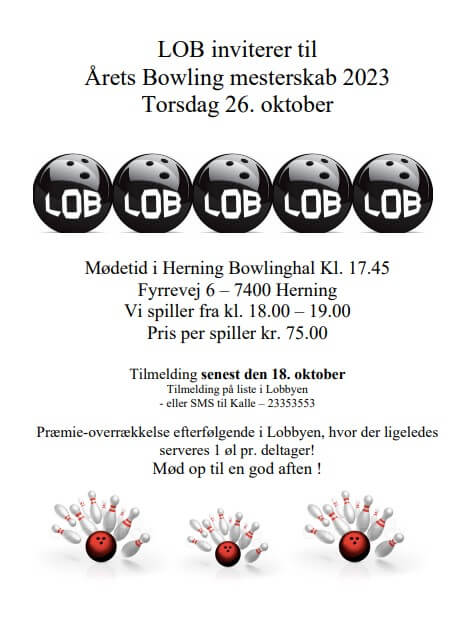 LOB inviterer til
Årets Bowling mesterskab 2023
Torsdag 26. oktober
LOB LOB LOB LOB LOB
Mødetid i Herning Bowlinghal Kl. 17.45
Fyrrevej 6 – 7400 Herning
Vi spiller fra kl. 18.00 – 19.00
Pris per spiller kr. 75.00
Tilmelding senest den 18. oktober
Tilmelding på liste i Lobbyen
- eller SMS til Kalle – 23353553
Præmie-overrækkelse efterfølgende i Lobbyen, hvor der ligeledes
serveres 1 øl pr. deltager!
Mød op til en god aften !